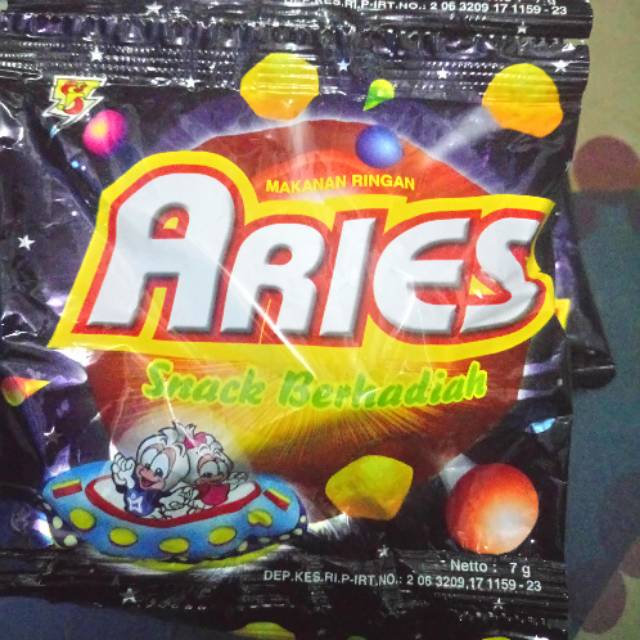 DEP.KES.RI.P-IRT.NO.: 2 06 3209.17 1159 - 23
MAKANAN RINGAN
ARIES
Snack Berhadiah
Netto : 7 g
DEP.KES.RI.P-IRT.NO.: 2 06 3209.17 1159 - 23